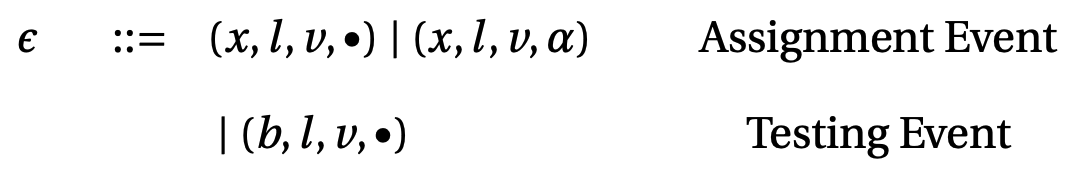 ϵ ::= (x, l, v, •) | (x, l, v, α) Assignment Event
| (b, l, v, •) Testing Event